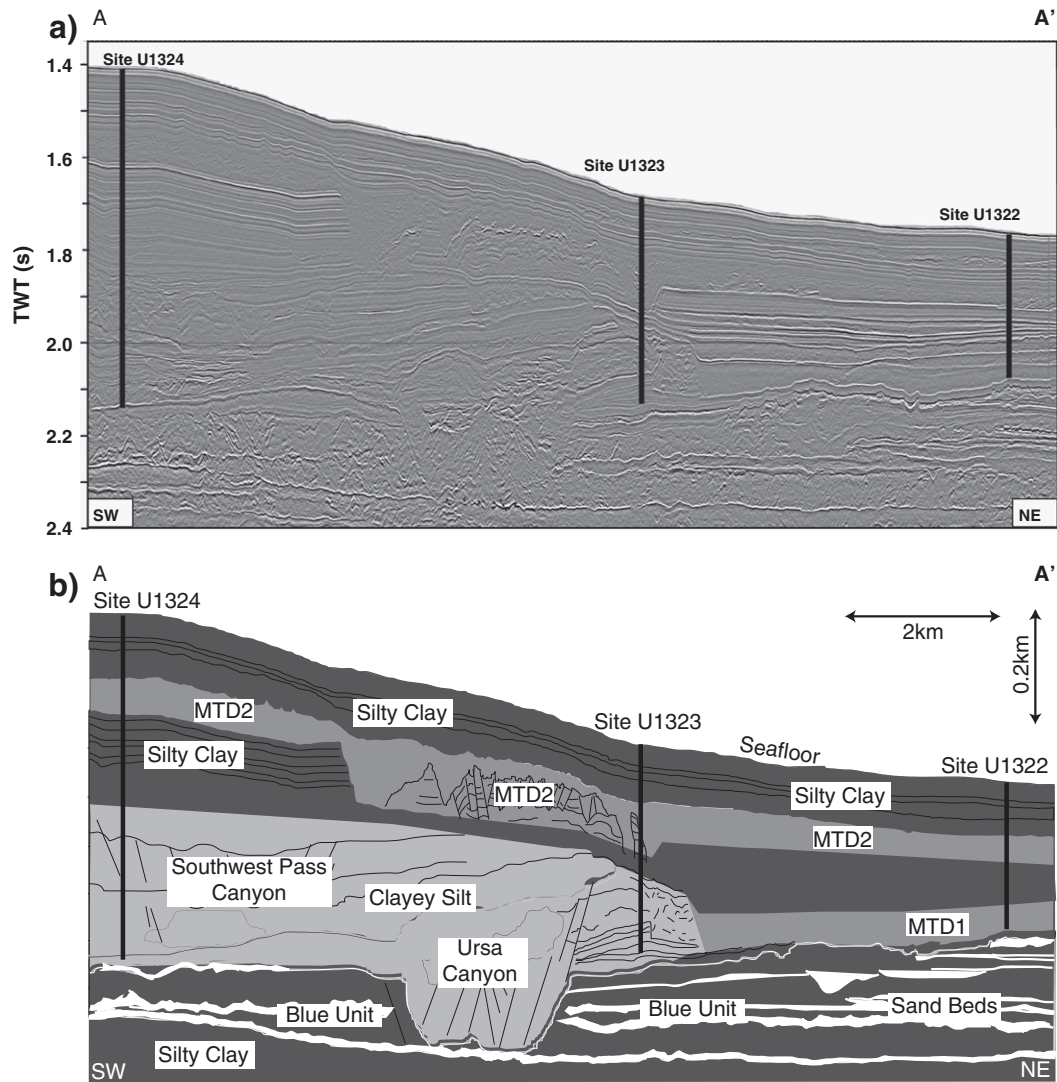 a)
A
A'
Site U1324
Site U1323
Site U1322
TWT (s)
1.4
1.6
1.8
2.0
2.2
2.4
SW
NE
b)
A
A'
Site U1324
2km
0.2km
MTD2
Silty Clay
Site U1323
Seafloor
Site U1322
Silty Clay
MTD2
Silty Clay
MTD2
Southwest Pass
Canyon
Clayey Silt
MTD1
Ursa
Canyon
Blue Unit
Blue Unit
Sand Beds
Silty Clay
SW
NE